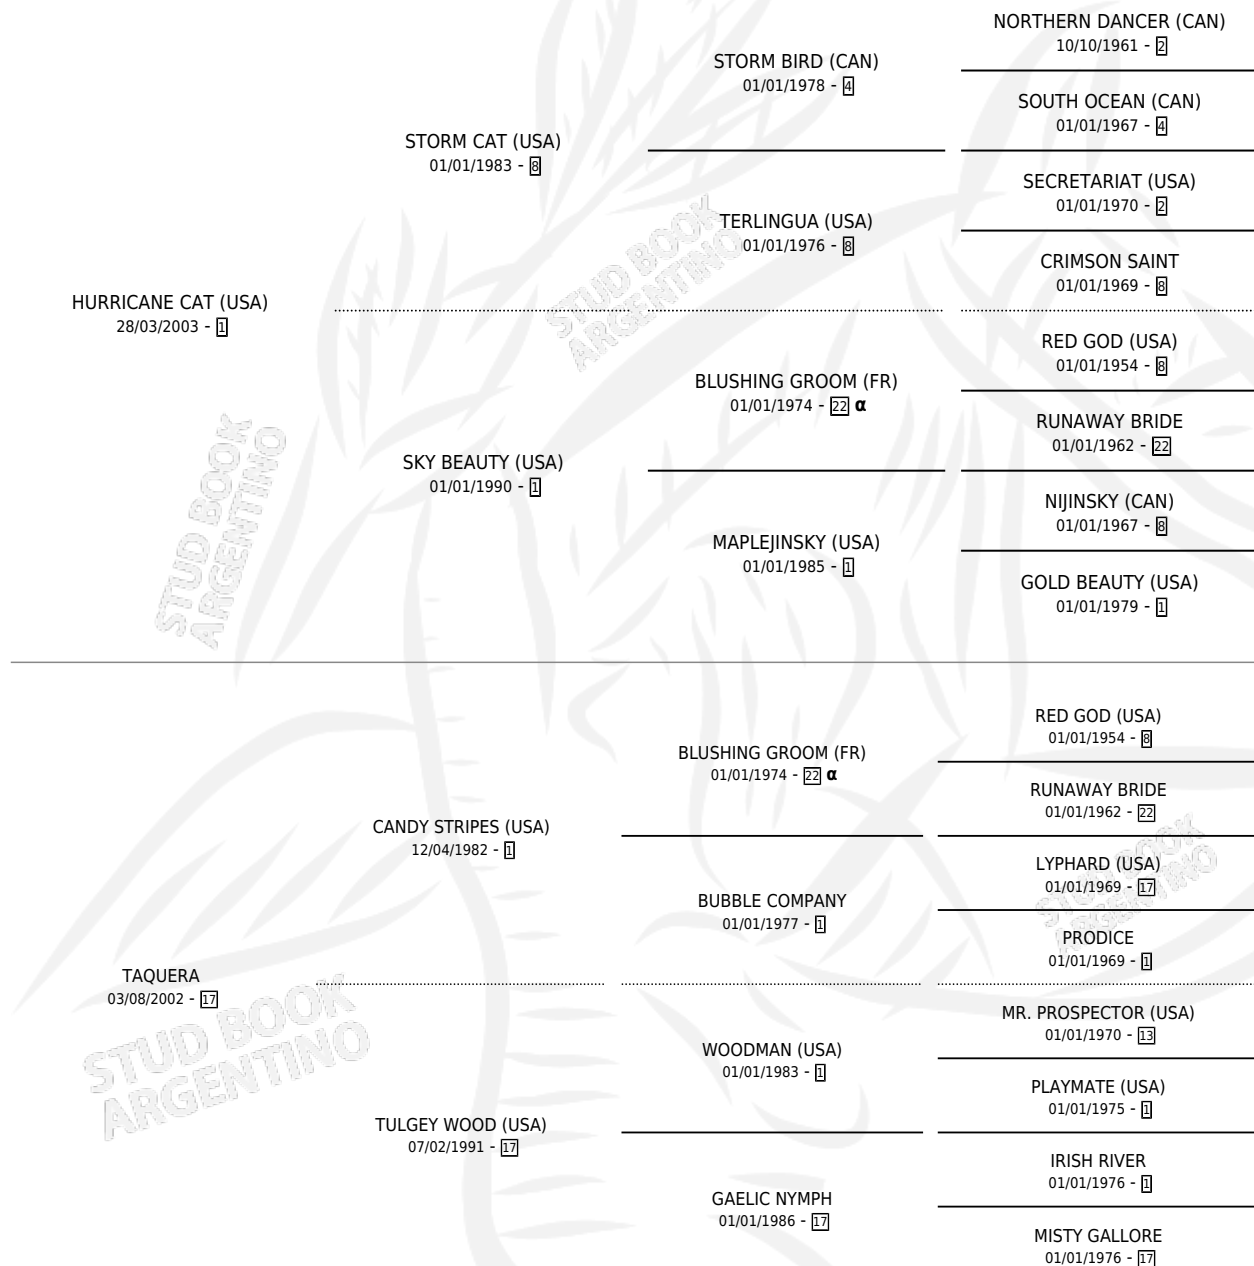 NORTHERN DANCER (CAN)
10/10/1961 - 2
STORM BIRD (CAN)
01/01/1978 - 4
SOUTH OCEAN (CAN)
01/01/1967 - 4
STORM CAT (USA)
01/01/1983 - 8
SECRETARIAT (USA)
01/01/1970 - 2
TERLINGUA (USA)
01/01/1976 - 8
CRIMSON SAINT
01/01/1969 - 8
HURRICANE CAT (USA)
28/03/2003 - 1
STUD BOOK
ARGENTINO
RED GOD (USA)
01/01/1954 - 8
BLUSHING GROOM (FR)
01/01/1974 - 22 α
RUNAWAY BRIDE
01/01/1962 - 22
SKY BEAUTY (USA)
01/01/1990 - 1
NIJINSKY (CAN)
01/01/1967 - 8
MAPLEJINSKY (USA)
01/01/1985 - 1
GOLD BEAUTY (USA)
01/01/1979 - 1
STUD BOOK
ARGENTINO
RED GOD (USA)
01/01/1954 - 8
BLUSHING GROOM (FR)
01/01/1974 - 22 α
RUNAWAY BRIDE
01/01/1962 - 22
CANDY STRIPES (USA)
12/04/1982 - 1
LYPHARD (USA)
01/01/1969 - 17
BUBBLE COMPANY
01/01/1977 - 1
STUD BOOK
ARGENTINO
PRODICE
01/01/1969 - 1
TAQUERA
03/08/2002 - 17
STUD BOOK
ARGENTINO
MR. PROSPECTOR (USA)
01/01/1970 - 13
WOODMAN (USA)
01/01/1983 - 1
PLAYMATE (USA)
01/01/1975 - 1
TULGEY WOOD (USA)
07/02/1991 - 17
IRISH RIVER
01/01/1976 - 1
GAELIC NYMPH
01/01/1986 - 17
MISTY GALLORE
01/01/1976 - 17